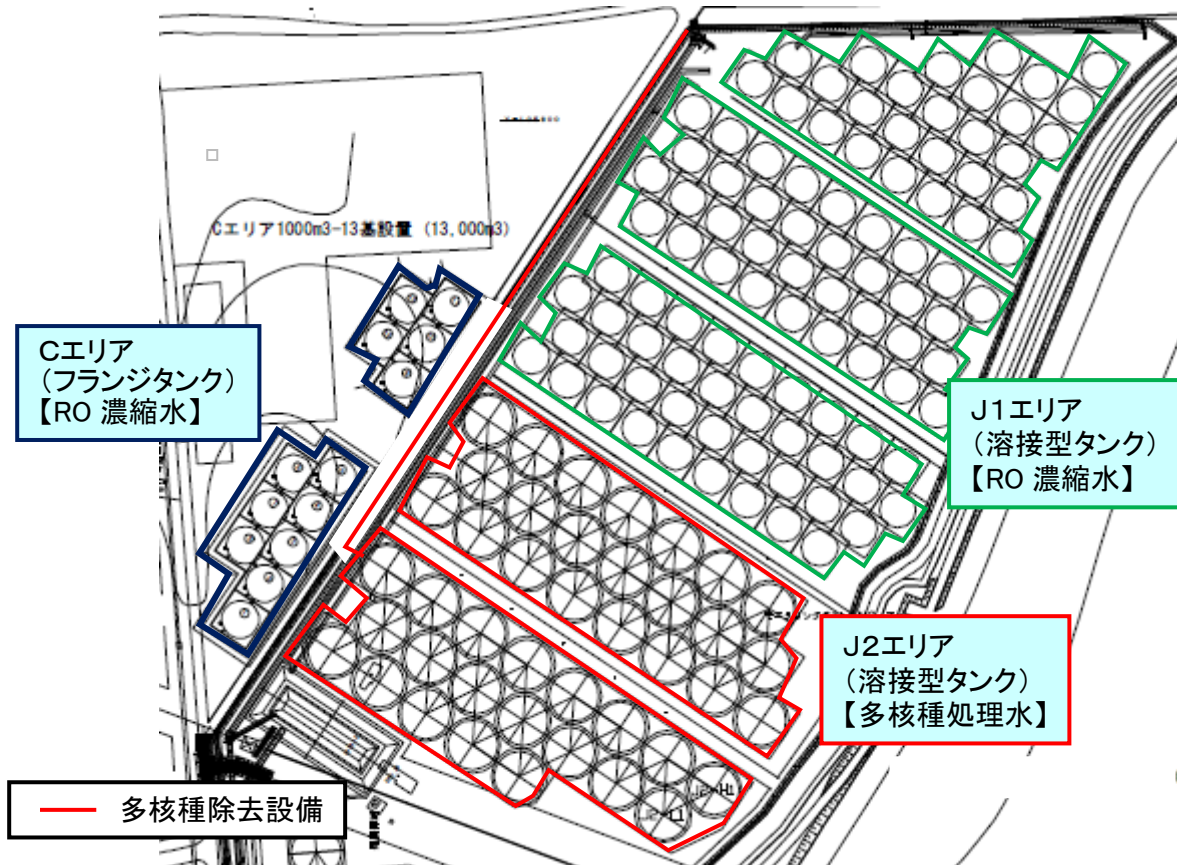 Cエリア1000m3-13基設置 (13,000m3)
Cエリア
(フランジタンク)
【RO 濃縮水】
J1エリア
(溶接型タンク)
【RO 濃縮水】
J2エリア
(溶接型タンク)
【多核種処理水】
多核種除去設備